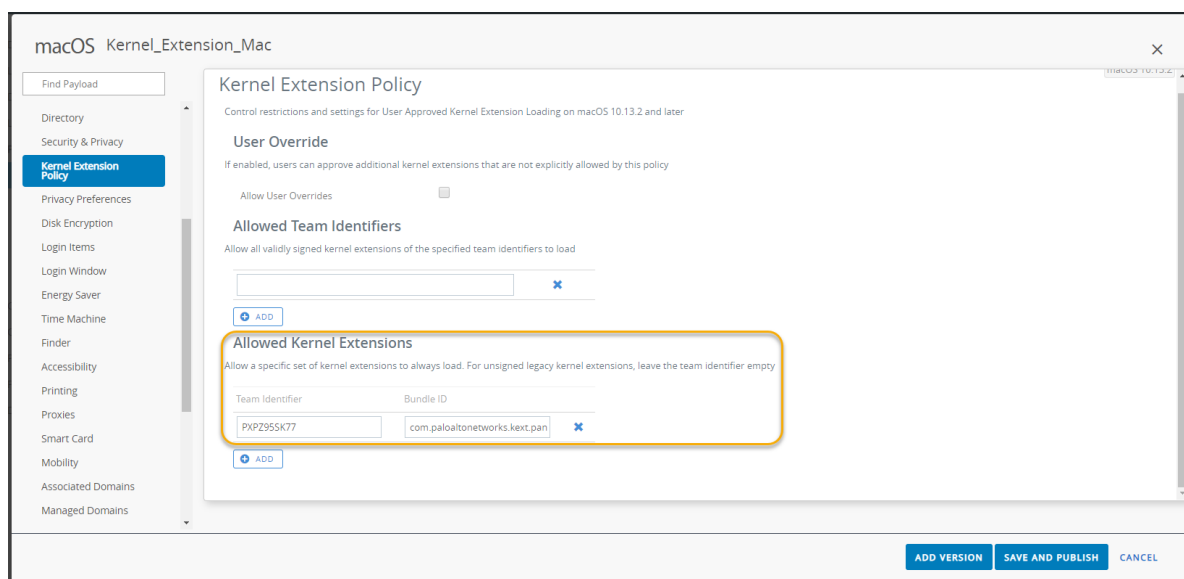 macOS Kernel_Extension_Mac
Find Payload
Directory
Security & Privacy
Kernel Extension
Policy
Privacy Preferences
Disk Encryption
Login Items
Login Window
Energy Saver
Time Machine
Finder
Accessibility
Printing
Proxies
Smart Card
Mobility
Associated Domains
Managed Domains
macOS 10.13.2
Kernel Extension Policy
Control restrictions and settings for User Approved Kernel Extension Loading on macOS 10.13.2 and later
User Override
If enabled, users can approve additional kernel extensions that are not explicitly allowed by this policy
Allow User Overrides
Allowed Team Identifiers
Allow all validly signed kernel extensions of the specified team identifiers to load
ADD
Allowed Kernel Extensions
Allow a specific set of kernel extensions to always load. For unsigned legacy kernel extensions, leave the team identifier empty
Team Identifier Bundle ID
PXPZ95SK77 com.paloaltonetworks.kext.pan
ADD
ADD VERSION SAVE AND PUBLISH CANCEL